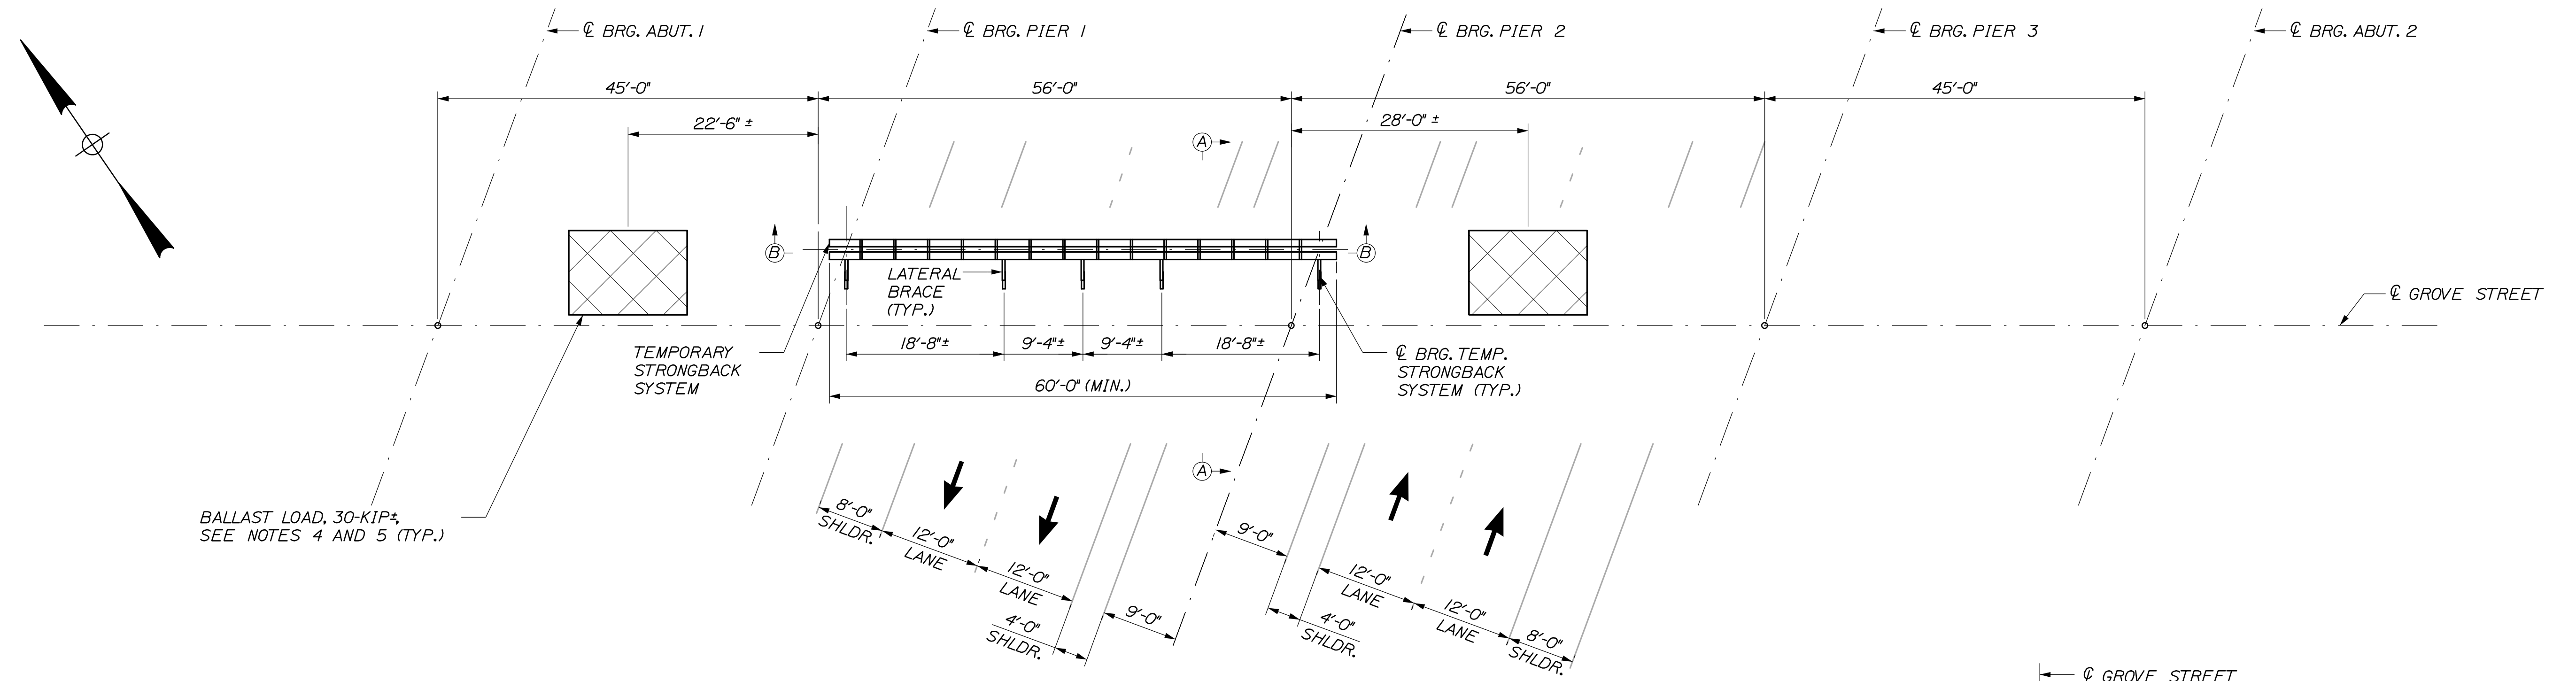 ℄ BRG. ABUT. 1
℄ BRG. PIER 1
℄ BRG. PIER 2
℄ BRG. PIER 3
℄ BRG. ABUT. 2
45'-0"
56'-0"
56'-0"
45'-0"
22'-6" ±
28'-0" ±
A
A
B
B
LATERAL
BRACE
(TYP.)
℄ GROVE STREET
TEMPORARY
STRONGBACK
SYSTEM
18'-8"±
9'-4"±
9'-4"±
18'-8"±
60'-0" (MIN.)
℄ BRG. TEMP.
STRONGBACK
SYSTEM (TYP.)
BALLAST LOAD, 30-KIP±,
SEE NOTES 4 AND 5 (TYP.)
8'-0"
SHLDR.
12'-0"
LANE
12'-0"
LANE
4'-0"
SHLDR.
9'-0"
9'-0"
4'-0"
SHLDR.
12'-0"
LANE
12'-0"
LANE
8'-0"
SHLDR.
℄ GROVE STREET